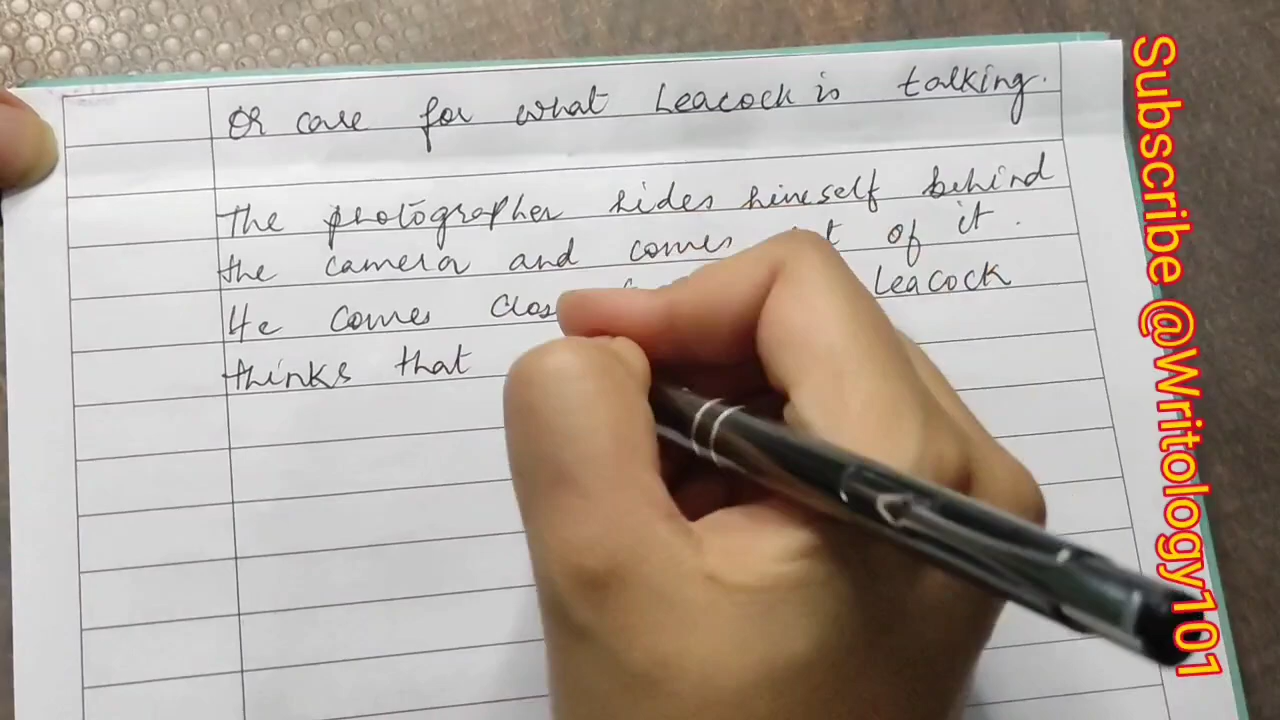 or care for what Leacock is talking.
The photographer hides himself behind
the camera and comes of it.
He comes Leacock
thinks that
Subscribe @Writology101